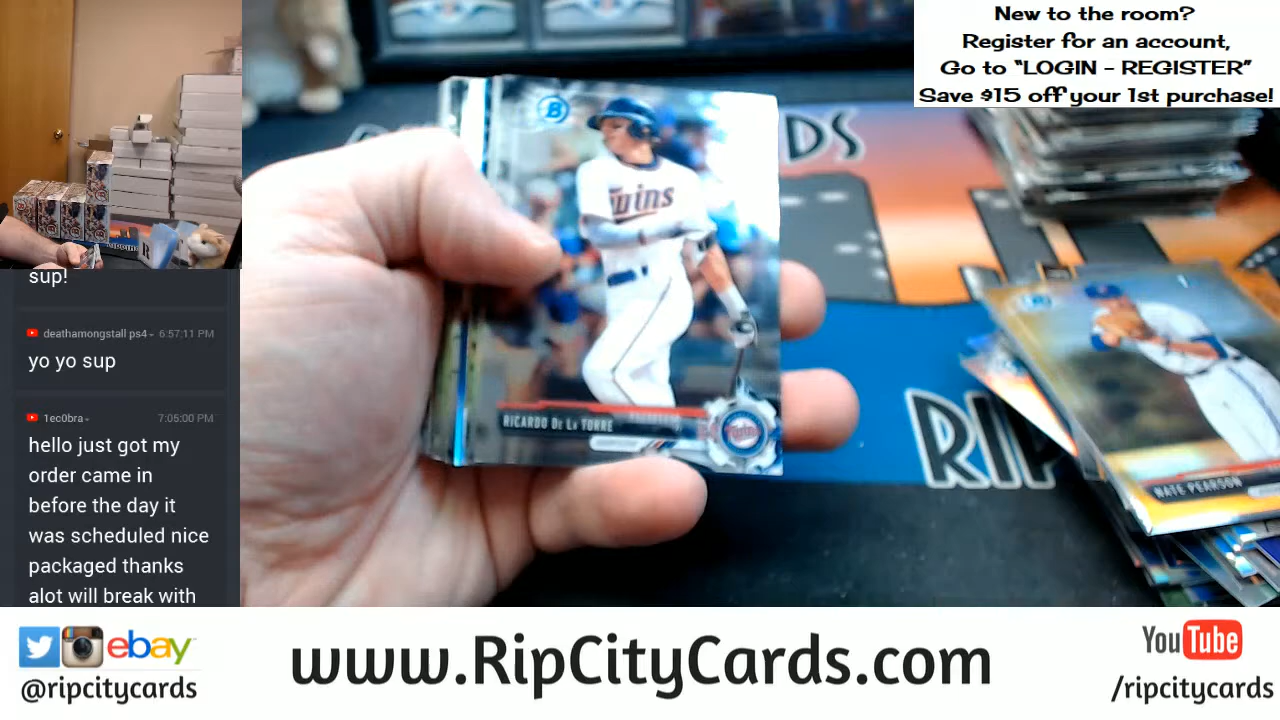 New to the room?
Register for an account,
Go to "LOGIN - REGISTER"
Save $15 off your 1st purchase!
DS
B
Twins
RICARDO DE LA TORRE
Twins
NATE PEARSON
RIP
sup!
deathamongstall ps4 6:57:11 PM
yo yo sup
1ec0bra 7:05:00 PM
hello just got my
order came in
before the day it
was scheduled nice
packaged thanks
alot will break with
ebay
@ripcitycards
www.RipCityCards.com
YouTube
/ripcitycards